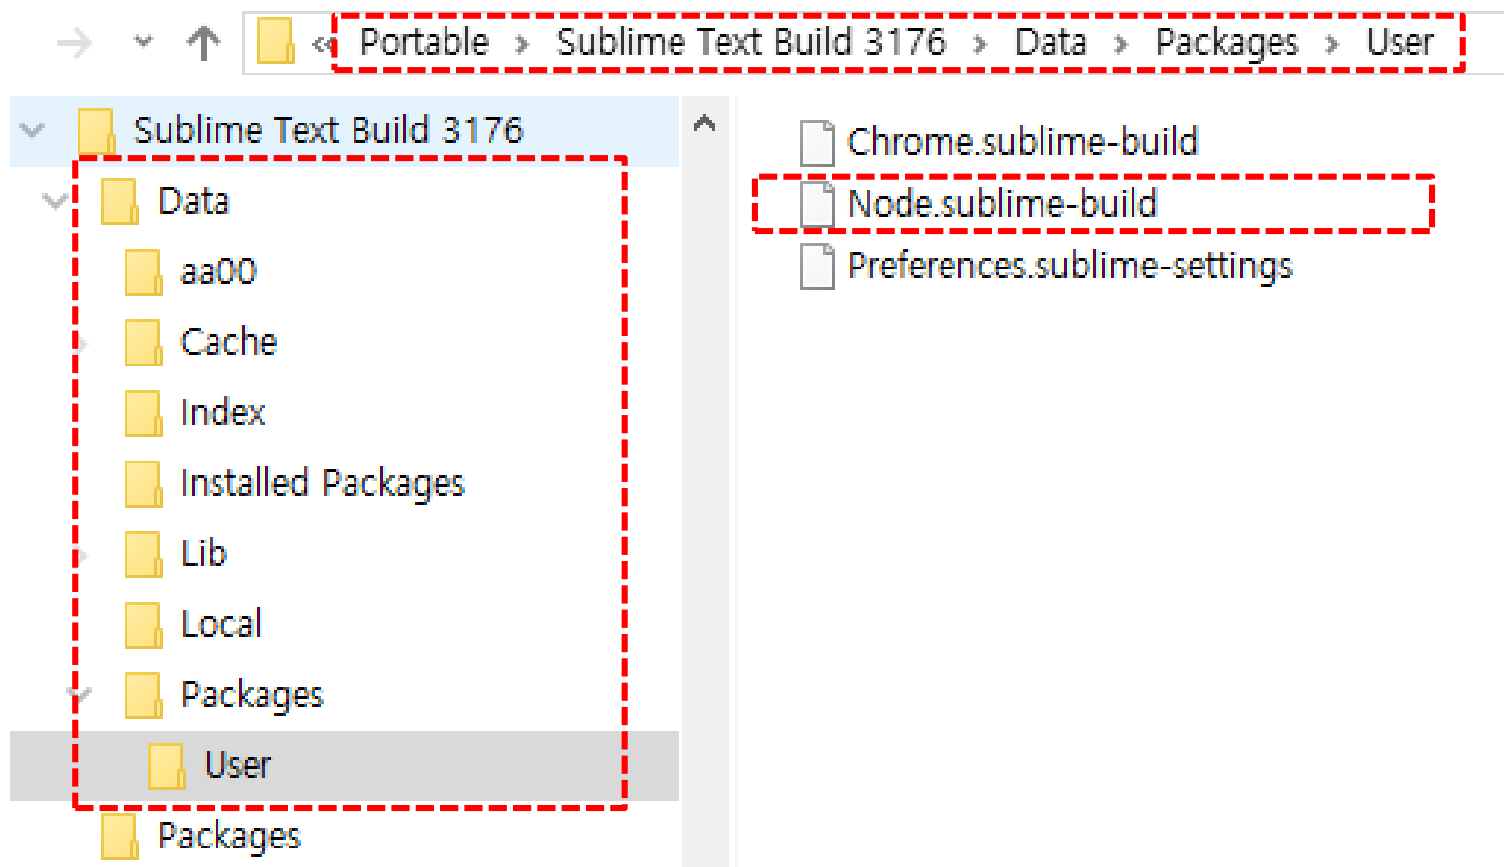 « Portable > Sublime Text Build 3176 > Data > Packages > User
Sublime Text Build 3176
Data
aa00
Cache
Index
Installed Packages
Lib
Local
Packages
User
Packages
Chrome.sublime-build
Node.sublime-build
Preferences.sublime-settings